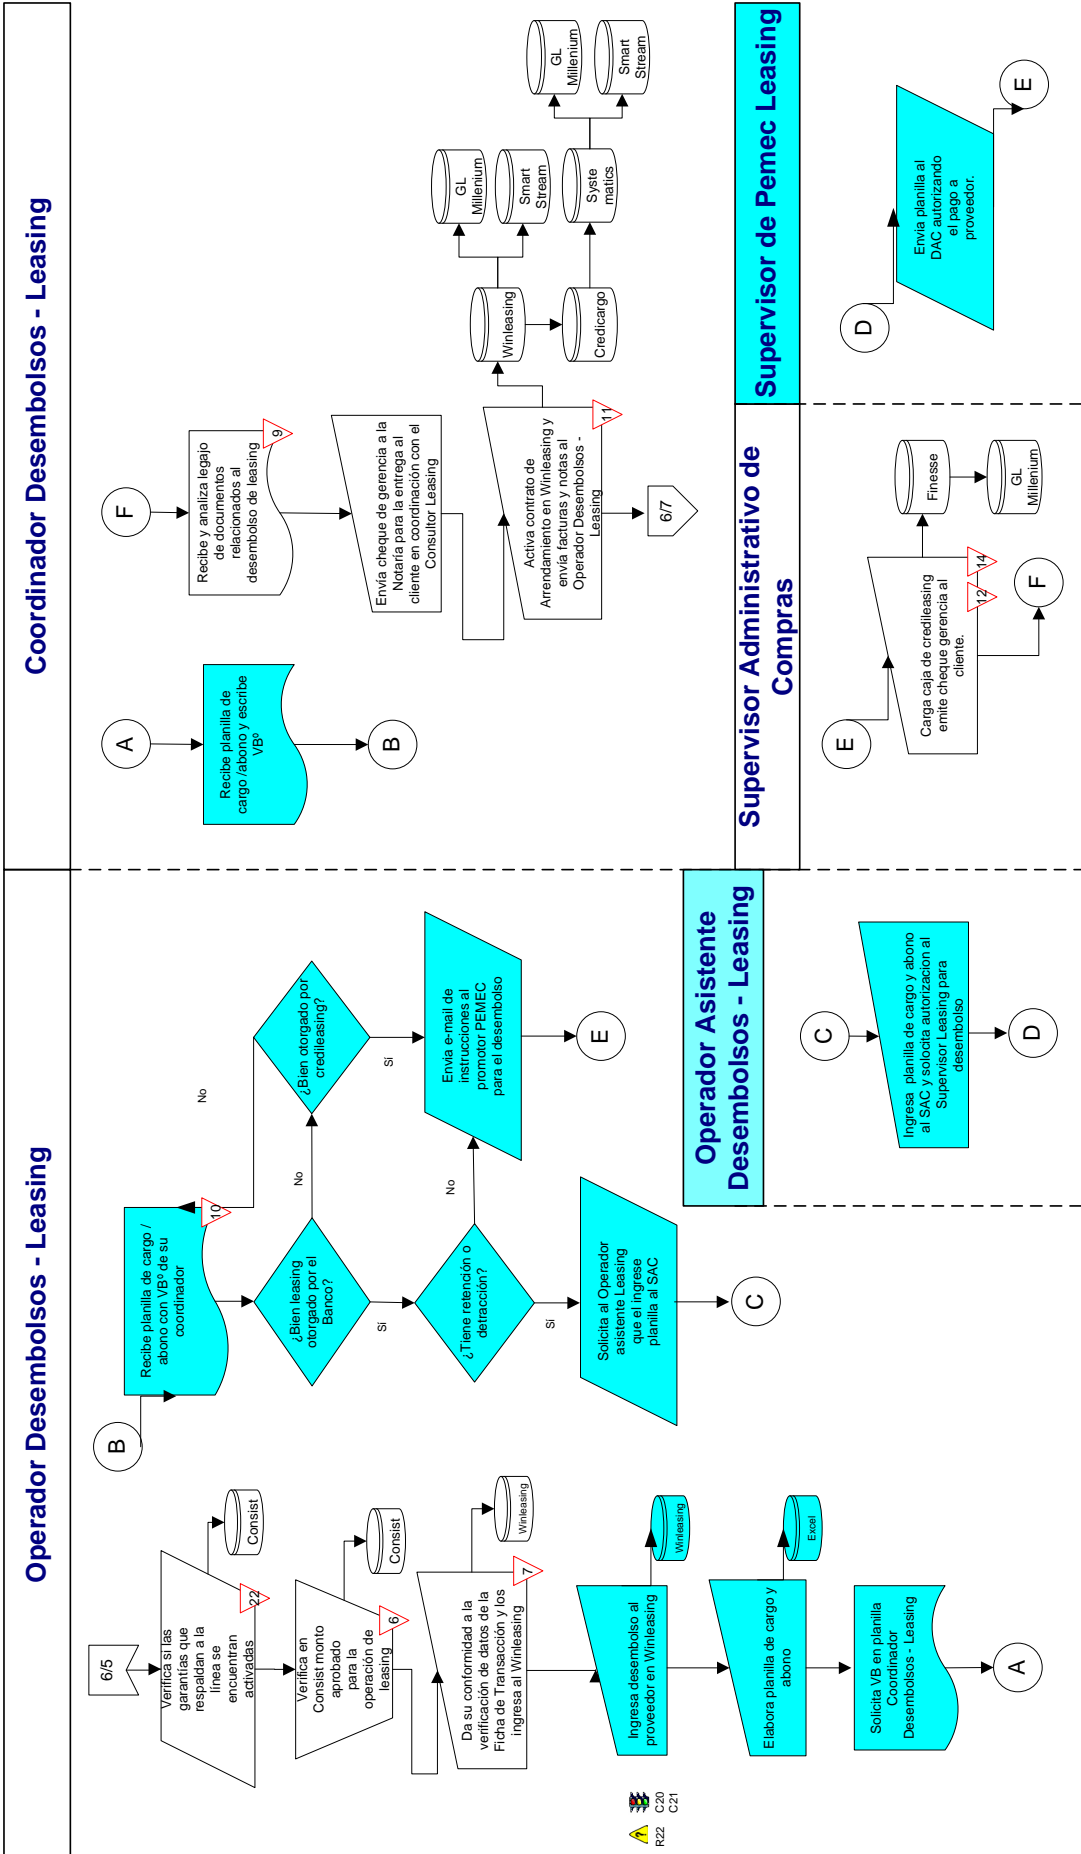 Operador Desembolsos - Leasing
6/5
Verifica si las
garantías que
respaldan a la
línea se
encuentran
activadas
22
Consist
Verifica en
Consist monto
aprobado
para la
operación de
leasing
6
Consist
Da su conformidad a la
verificación de datos de la
Ficha de Transacción y los
ingresa al Winleasing
7
Winleasing
Ingresa desembolso al
proveedor en Winleasing
Winleasing
R22
C20
C21
Elabora planilla de cargo y
abono
Excel
Solicita VB en planilla
Coordinador
Desembolsos - Leasing
A
B
Recibe planilla de cargo /
abono con VBº de su
coordinador
10
¿Bien leasing
otorgado por el
Banco?
No
Sí
¿Bien otorgado por
credileasing?
No
Sí
¿Tiene retención o
detracción?
No
Sí
Envia e-mail de
instrucciones al
promotor PEMEC
para el desembolso
E
Solicita al Operador
asistente Leasing
que el ingrese
planilla al SAC
C
Operador Asistente
Desembolsos - Leasing
C
Ingresa planilla de cargo y abono
al SAC y solocita autorizacion al
Supervisor Leasing para
desembolso
D
Coordinador Desembolsos - Leasing
A
Recibe planilla de
cargo /abono y escribe
VBº
B
F
Recibe y analiza legajo
de documentos
relacionados al
desembolso de leasing
9
Envía cheque de gerencia a la
Notaría para la entrega al
cliente en coordinación con el
Consultor Leasing
Activa contrato de
Arrendamiento en Winleasing y
envía facturas y notas al
Operador Desembolsos -
Leasing
11
6/7
Winleasing
GL
Millenium
Smart
Stream
Credicargo
Syste
matics
GL
Millenium
Smart
Stream
Supervisor Administrativo de
Compras
E
Carga caja de credileasing
emite cheque gerencia al
cliente.
12
14
Finesse
GL
Millenium
F
Supervisor de Pemec Leasing
D
Envia planilla al
DAC autorizando
el pago a
proveedor.
E